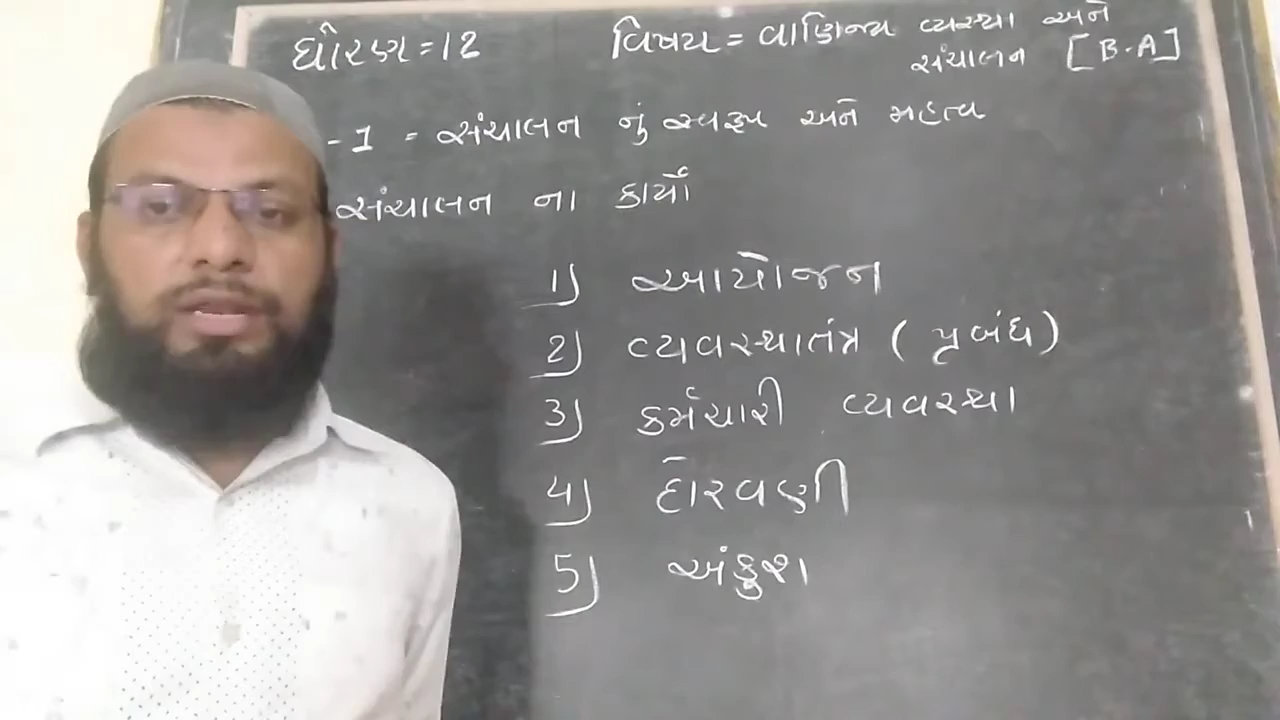 ધોરણ = 12
વિષય = વાણિજ્ય વ્યવસ્થા અને
સંચાલન [B.A]
-1 = સંચાલન નું સ્વરૂપ અને મહત્વ
સંચાલન ના કાર્યો
1) આયોજન
2) વ્યવસ્થાતંત્ર ( પ્રબંધ )
3) કર્મચારી વ્યવસ્થા
4) દોરવણી
5) અંકુશ